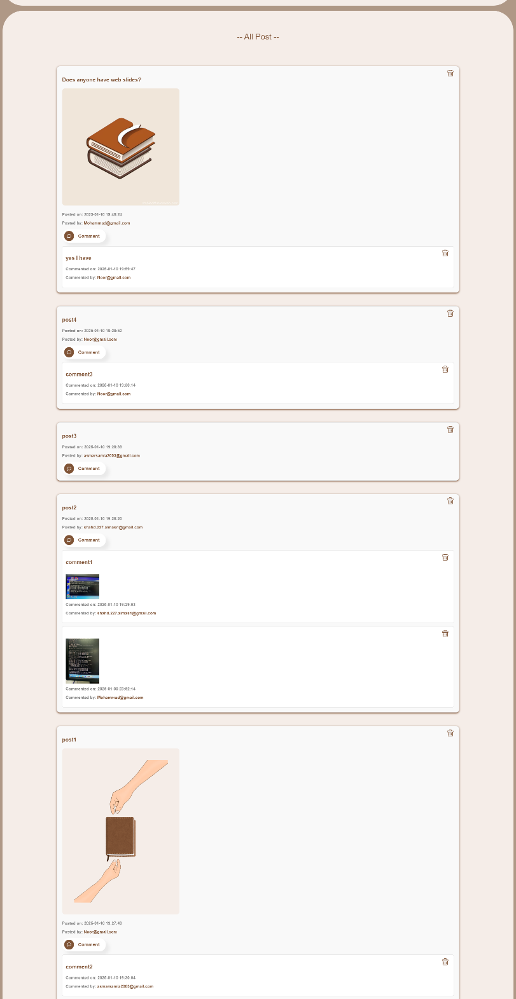 -- All Post --
Does anyone have web slides?
Posted on: 2025-01-10 19:49:24
Posted by: Mohammad@gmail.com
Comment
yes I have
Commented on: 2025-01-10 19:59:47
Commented by: Noor@gmail.com
post4
Posted on: 2025-01-10 19:28:52
Posted by: Noor@gmail.com
Comment
comment3
Commented on: 2025-01-10 19:30:14
Commented by: Noor@gmail.com
post3
Posted on: 2025-01-10 19:28:39
Posted by: asmarsamia2003@gmail.com
Comment
post2
Posted on: 2025-01-10 19:28:20
Posted by: shahd.227.almasri@gmail.com
Comment
comment1
Commented on: 2025-01-10 19:29:53
Commented by: shahd.227.almasri@gmail.com
Commented on: 2025-01-09 23:52:14
Commented by: Mohammad@gmail.com
post1
Posted on: 2025-01-10 19:27:49
Posted by: Noor@gmail.com
Comment
comment2
Commented on: 2025-01-10 19:30:04
Commented by: asmarsamia2003@gmail.com